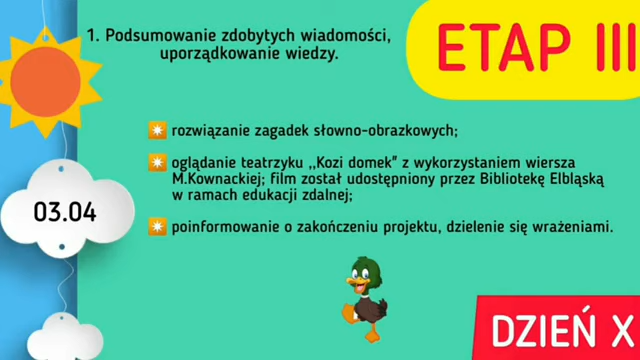 1. Podsumowanie zdobytych wiadomości,
uporządkowanie wiedzy.
ETAP III
rozwiązanie zagadek słowno-obrazkowych;
oglądanie teatrzyku ,,Kozi domek" z wykorzystaniem wiersza
M.Kownackiej; film został udostępniony przez Bibliotekę Elbląską
w ramach edukacji zdalnej;
03.04
poinformowanie o zakończeniu projektu, dzielenie się wrażeniami.
DZIEŃ X